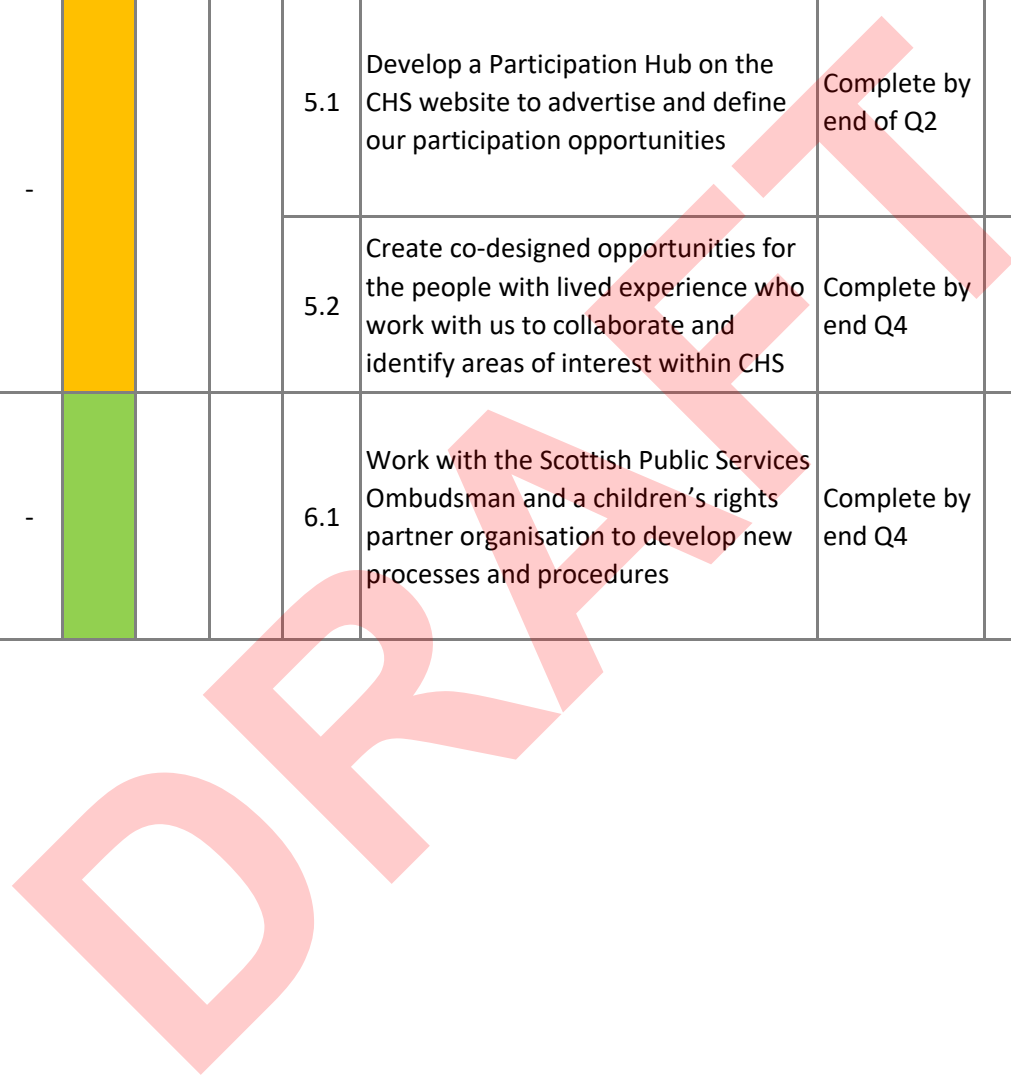 -
5.1
Develop a Participation Hub on the
CHS website to advertise and define
our participation opportunities
Complete by
end of Q2
5.2
Create co-designed opportunities for
the people with lived experience who
work with us to collaborate and
identify areas of interest within CHS
Complete by
end Q4
-
6.1
Work with the Scottish Public Services
Ombudsman and a children’s rights
partner organisation to develop new
processes and procedures
Complete by
end Q4
DRAFT